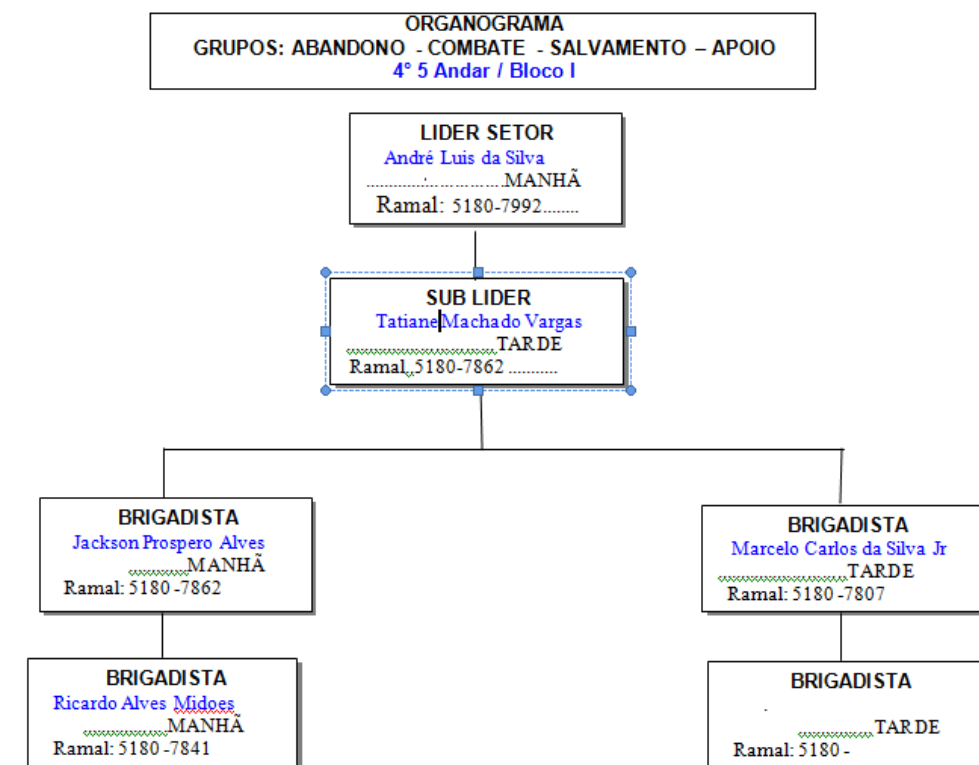 ORGANOGRAMA
GRUPOS: ABANDONO - COMBATE - SALVAMENTO – APOIO
4° 5 Andar / Bloco I
LIDER SETOR
André Luis da Silva
................................MANHÃ
Ramal: 5180-7992........
SUB LIDER
Tatiane Machado Vargas
TARDE
Ramal 5180-7862 ...........
BRIGADISTA
Jackson Prospero Alves
MANHÃ
Ramal: 5180 -7862
BRIGADISTA
Marcelo Carlos da Silva Jr
TARDE
Ramal: 5180 -7807
BRIGADISTA
Ricardo Alves Midoes
MANHÃ
Ramal: 5180 -7841
BRIGADISTA
.
TARDE
Ramal: 5180 -